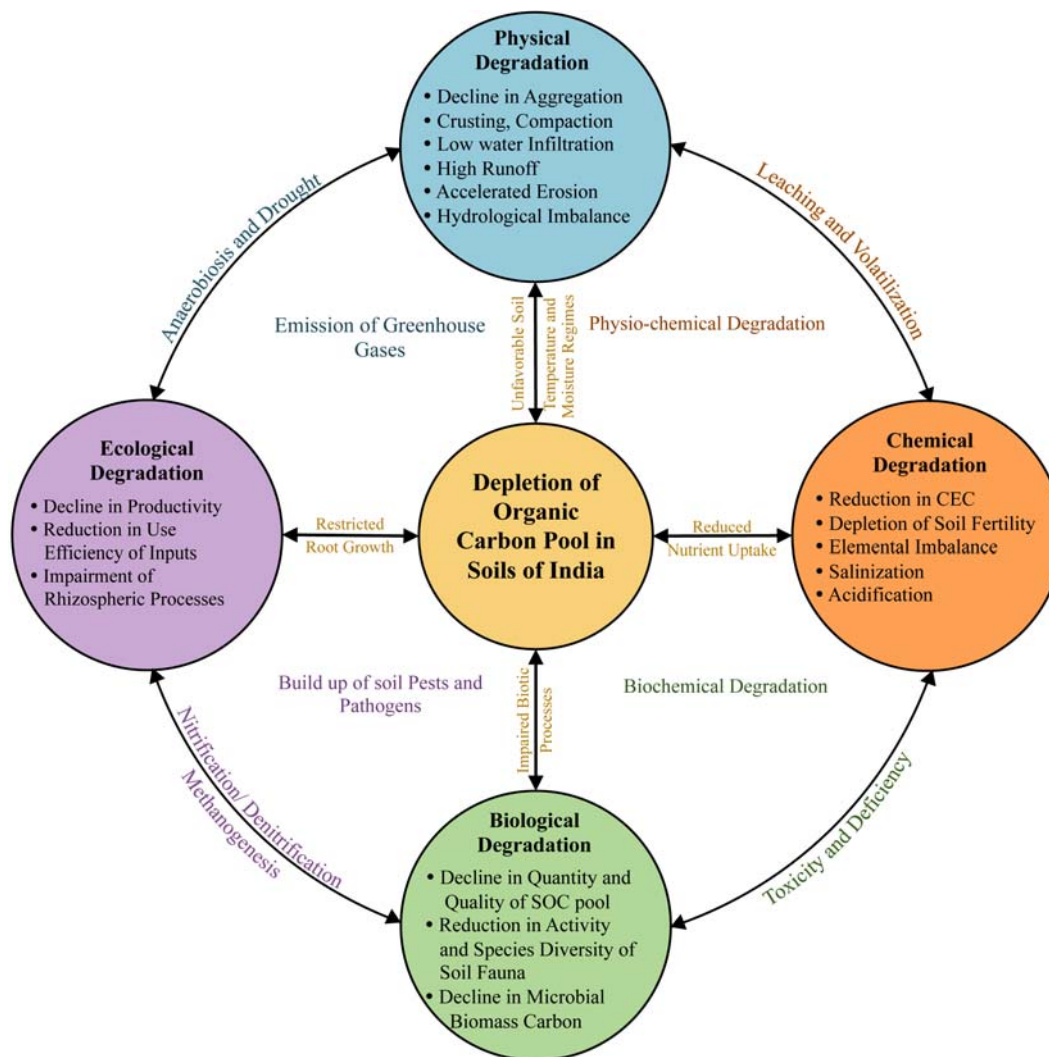 Physical
Degradation
• Decline in Aggregation
• Crusting, Compaction
• Low water Infiltration
• High Runoff
• Accelerated Erosion
• Hydrological Imbalance
Anaerobiosis and Drought
Leaching and Volatilization
Emission of Greenhouse
Gases
Unfavorable Soil
Temperature and
Moisture Regimes
Physio-chemical Degradation
Ecological
Degradation
• Decline in Productivity
• Reduction in Use
Efficiency of Inputs
• Impairment of
Rhizospheric Processes
Restricted
Root Growth
Depletion of
Organic
Carbon Pool in
Soils of India
Reduced
Nutrient Uptake
Chemical
Degradation
• Reduction in CEC
• Depletion of Soil Fertility
• Elemental Imbalance
• Salinization
• Acidification
Build up of soil Pests and
Pathogens
Impaired Biotic
Processes
Biochemical Degradation
Nitrification/ Denitrification
Methanogenesis
Toxicity and Deficiency
Biological
Degradation
• Decline in Quantity and
Quality of SOC pool
• Reduction in Activity
and Species Diversity of
Soil Fauna
• Decline in Microbial
Biomass Carbon